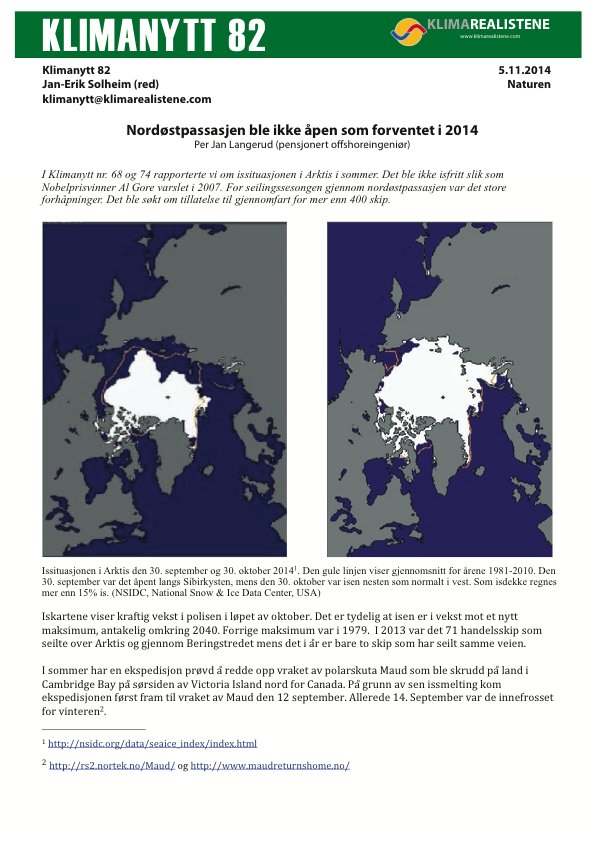 KLIMANYTT 82
KLIMAREALISTENE
www.klimarealistene.com
Klimanytt 82
5.11.2014
Jan-Erik Solheim (red)
Naturen
klimanytt@klimarealistene.com
Nordøstpassasjen ble ikke åpen som forventet i 2014
Per Jan Langerud (pensjonert offshoreingeniør)
I Klimanytt nr. 68 og 74 rapporterte vi om issituasjonen i Arktis i sommer. Det ble ikke isfritt slik som
Nobelprisvinner Al Gore varslet i 2007. For seilingssesongen gjennom nordøstpassasjen var det store
forhåpninger. Det ble søkt om tillatelse til gjennomfart for mer enn 400 skip.
Issituasjonen i Arktis den 30. september og 30. oktober 2014¹. Den gule linjen viser gjennomsnitt for årene 1981-2010. Den
30. september var det åpent langs Sibirkysten, mens den 30. oktober var isen nesten som normalt i vest. Som isdekke regnes
mer enn 15% is. (NSIDC, National Snow & Ice Data Center, USA)
Iskartene viser kraftig vekst i polisen i løpet av oktober. Det er tydelig at isen er i vekst mot et nytt
maksimum, antakelig omkring 2040. Forrige maksimum var i 1979. I 2013 var det 71 handelsskip som
seilte over Arktis og gjennom Beringstredet mens det i år er bare to skip som har seilt samme veien.
I sommer har en ekspedisjon prøvd å redde opp vraket av polarskuta Maud som ble skrudd på land i
Cambridge Bay på sørsiden av Victoria Island nord for Canada. På grunn av sen issmelting kom
ekspedisjonen først fram til vraket av Maud den 12 september. Allerede 14. September var de innefrosset
for vinteren².
¹ http://nsidc.org/data/seaice_index/index.html
² http://rs2.nortek.no/Maud/ og http://www.maudreturnshome.no/